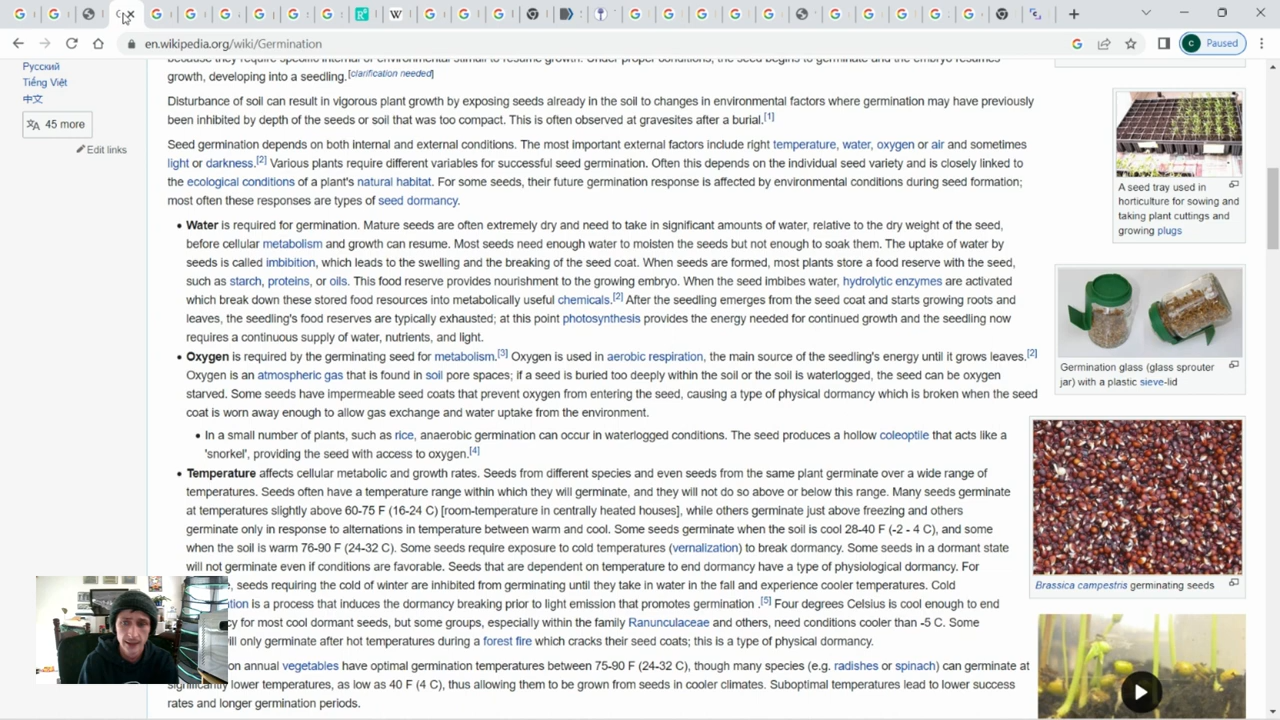 en.wikipedia.org/wiki/Germination
Paused
Русский
Tiếng Việt
中文
45 more
Edit links
growth, developing into a seedling.[clarification needed]
Disturbance of soil can result in vigorous plant growth by exposing seeds already in the soil to changes in environmental factors where germination may have previously
been inhibited by depth of the seeds or soil that was too compact. This is often observed at gravesites after a burial.[1]
Seed germination depends on both internal and external conditions. The most important external factors include right temperature, water, oxygen or air and sometimes
light or darkness.[2] Various plants require different variables for successful seed germination. Often this depends on the individual seed variety and is closely linked to
the ecological conditions of a plant's natural habitat. For some seeds, their future germination response is affected by environmental conditions during seed formation;
most often these responses are types of seed dormancy.
• Water is required for germination. Mature seeds are often extremely dry and need to take in significant amounts of water, relative to the dry weight of the seed,
before cellular metabolism and growth can resume. Most seeds need enough water to moisten the seeds but not enough to soak them. The uptake of water by
seeds is called imbibition, which leads to the swelling and the breaking of the seed coat. When seeds are formed, most plants store a food reserve with the seed,
such as starch, proteins, or oils. This food reserve provides nourishment to the growing embryo. When the seed imbibes water, hydrolytic enzymes are activated
which break down these stored food resources into metabolically useful chemicals.[2] After the seedling emerges from the seed coat and starts growing roots and
leaves, the seedling's food reserves are typically exhausted; at this point photosynthesis provides the energy needed for continued growth and the seedling now
requires a continuous supply of water, nutrients, and light.
• Oxygen is required by the germinating seed for metabolism.[3] Oxygen is used in aerobic respiration, the main source of the seedling's energy until it grows leaves.[2]
Oxygen is an atmospheric gas that is found in soil pore spaces; if a seed is buried too deeply within the soil or the soil is waterlogged, the seed can be oxygen
starved. Some seeds have impermeable seed coats that prevent oxygen from entering the seed, causing a type of physical dormancy which is broken when the seed
coat is worn away enough to allow gas exchange and water uptake from the environment.
• In a small number of plants, such as rice, anaerobic germination can occur in waterlogged conditions. The seed produces a hollow coleoptile that acts like a
'snorkel', providing the seed with access to oxygen.[4]
• Temperature affects cellular metabolic and growth rates. Seeds from different species and even seeds from the same plant germinate over a wide range of
temperatures. Seeds often have a temperature range within which they will germinate, and they will not do so above or below this range. Many seeds germinate
at temperatures slightly above 60-75 F (16-24 C) [room-temperature in centrally heated houses], while others germinate just above freezing and others
germinate only in response to alternations in temperature between warm and cool. Some seeds germinate when the soil is cool 28-40 F (-2 - 4 C), and some
when the soil is warm 76-90 F (24-32 C). Some seeds require exposure to cold temperatures (vernalization) to break dormancy. Some seeds in a dormant state
will not germinate even if conditions are favorable. Seeds that are dependent on temperature to end dormancy have a type of physiological dormancy. For
, seeds requiring the cold of winter are inhibited from germinating until they take in water in the fall and experience cooler temperatures. Cold
is a process that induces the dormancy breaking prior to light emission that promotes germination .[5] Four degrees Celsius is cool enough to end
for most cool dormant seeds, but some groups, especially within the family Ranunculaceae and others, need conditions cooler than -5 C. Some
will only germinate after hot temperatures during a forest fire which cracks their seed coats; this is a type of physical dormancy.
annual vegetables have optimal germination temperatures between 75-90 F (24-32 C), though many species (e.g. radishes or spinach) can germinate at
significantly lower temperatures, as low as 40 F (4 C), thus allowing them to be grown from seeds in cooler climates. Suboptimal temperatures lead to lower success
rates and longer germination periods.
A seed tray used in
horticulture for sowing and
taking plant cuttings and
growing plugs
Germination glass (glass sprouter
jar) with a plastic sieve-lid
Brassica campestris germinating seeds